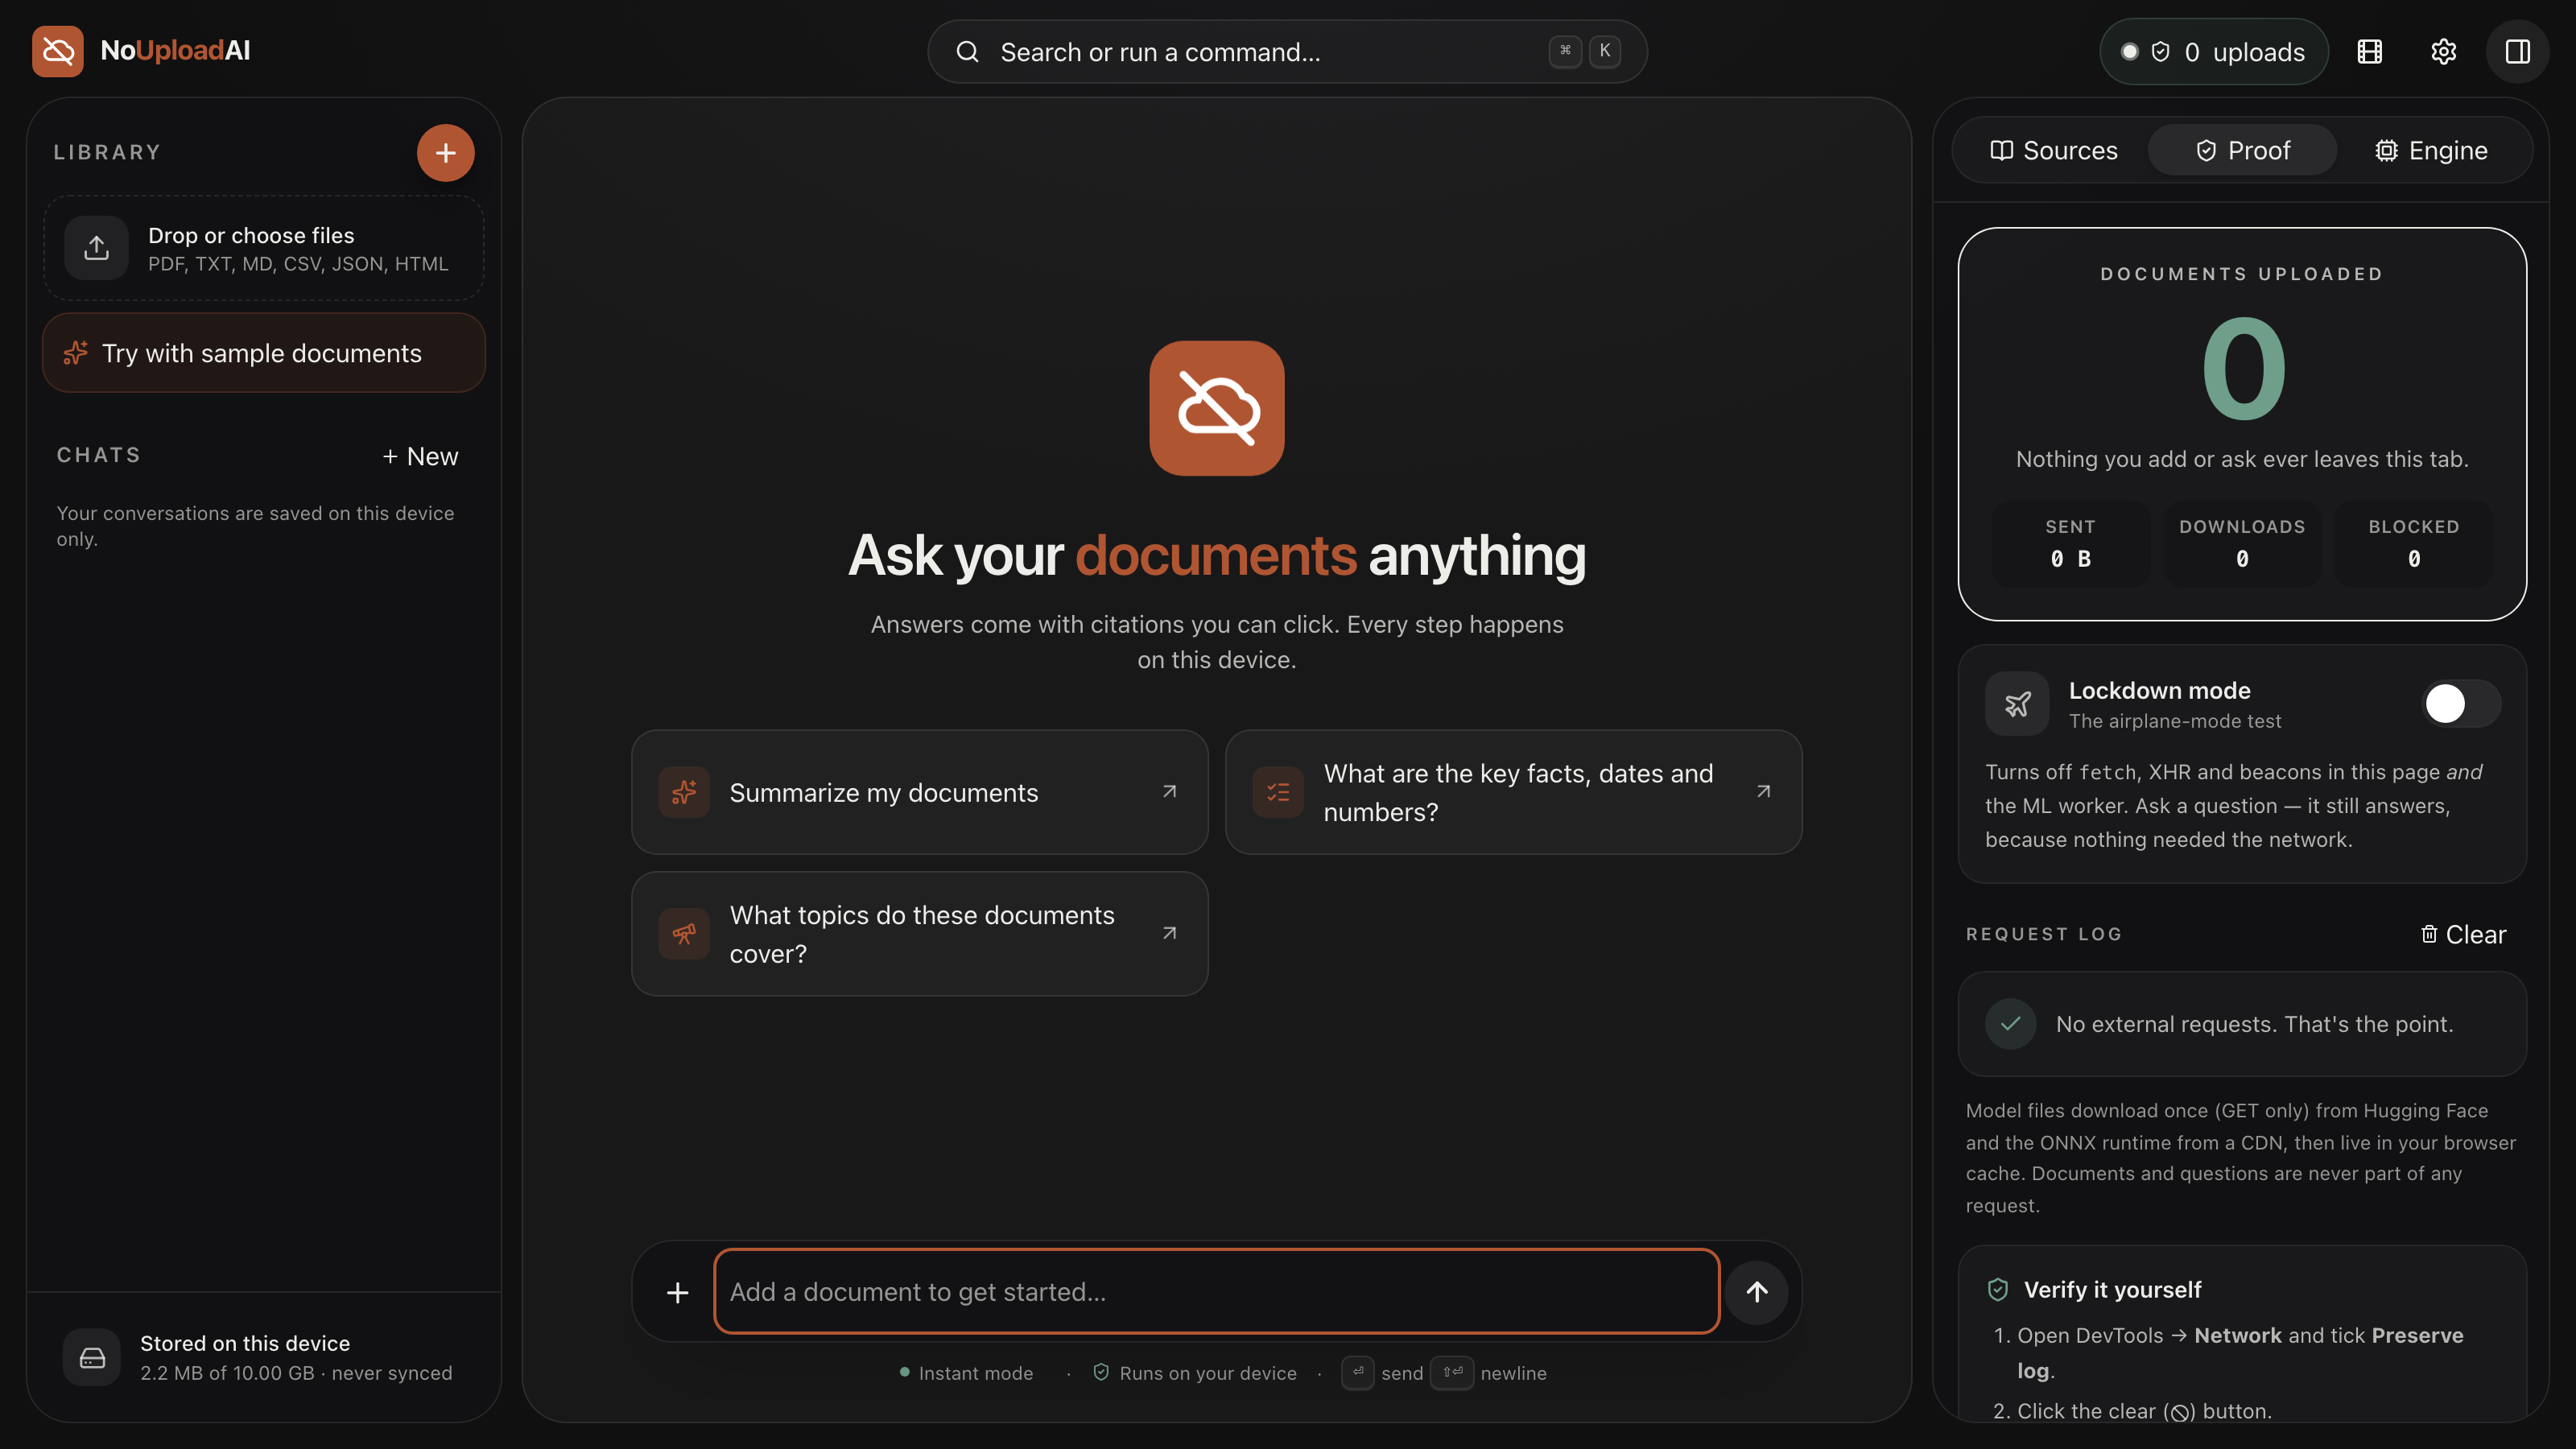 NoUploadAI
Search or run a command...
⌘ K
0 uploads
LIBRARY
Drop or choose files
PDF, TXT, MD, CSV, JSON, HTML
Try with sample documents
CHATS
+ New
Your conversations are saved on this device
only.
Stored on this device
2.2 MB of 10.00 GB · never synced
Ask your documents anything
Answers come with citations you can click. Every step happens
on this device.
Summarize my documents
What are the key facts, dates and
numbers?
What topics do these documents
cover?
Add a document to get started...
Instant mode · Runs on your device · ⏎ send ⇧⏎ newline
Sources
Proof
Engine
DOCUMENTS UPLOADED
0
Nothing you add or ask ever leaves this tab.
SENT
0 B
DOWNLOADS
0
BLOCKED
0
Lockdown mode
The airplane-mode test
Turns off fetch, XHR and beacons in this page and
the ML worker. Ask a question — it still answers,
because nothing needed the network.
REQUEST LOG
Clear
No external requests. That's the point.
Model files download once (GET only) from Hugging Face
and the ONNX runtime from a CDN, then live in your browser
cache. Documents and questions are never part of any
request.
Verify it yourself
1. Open DevTools → Network and tick Preserve
log.
2. Click the clear (🚫) button.